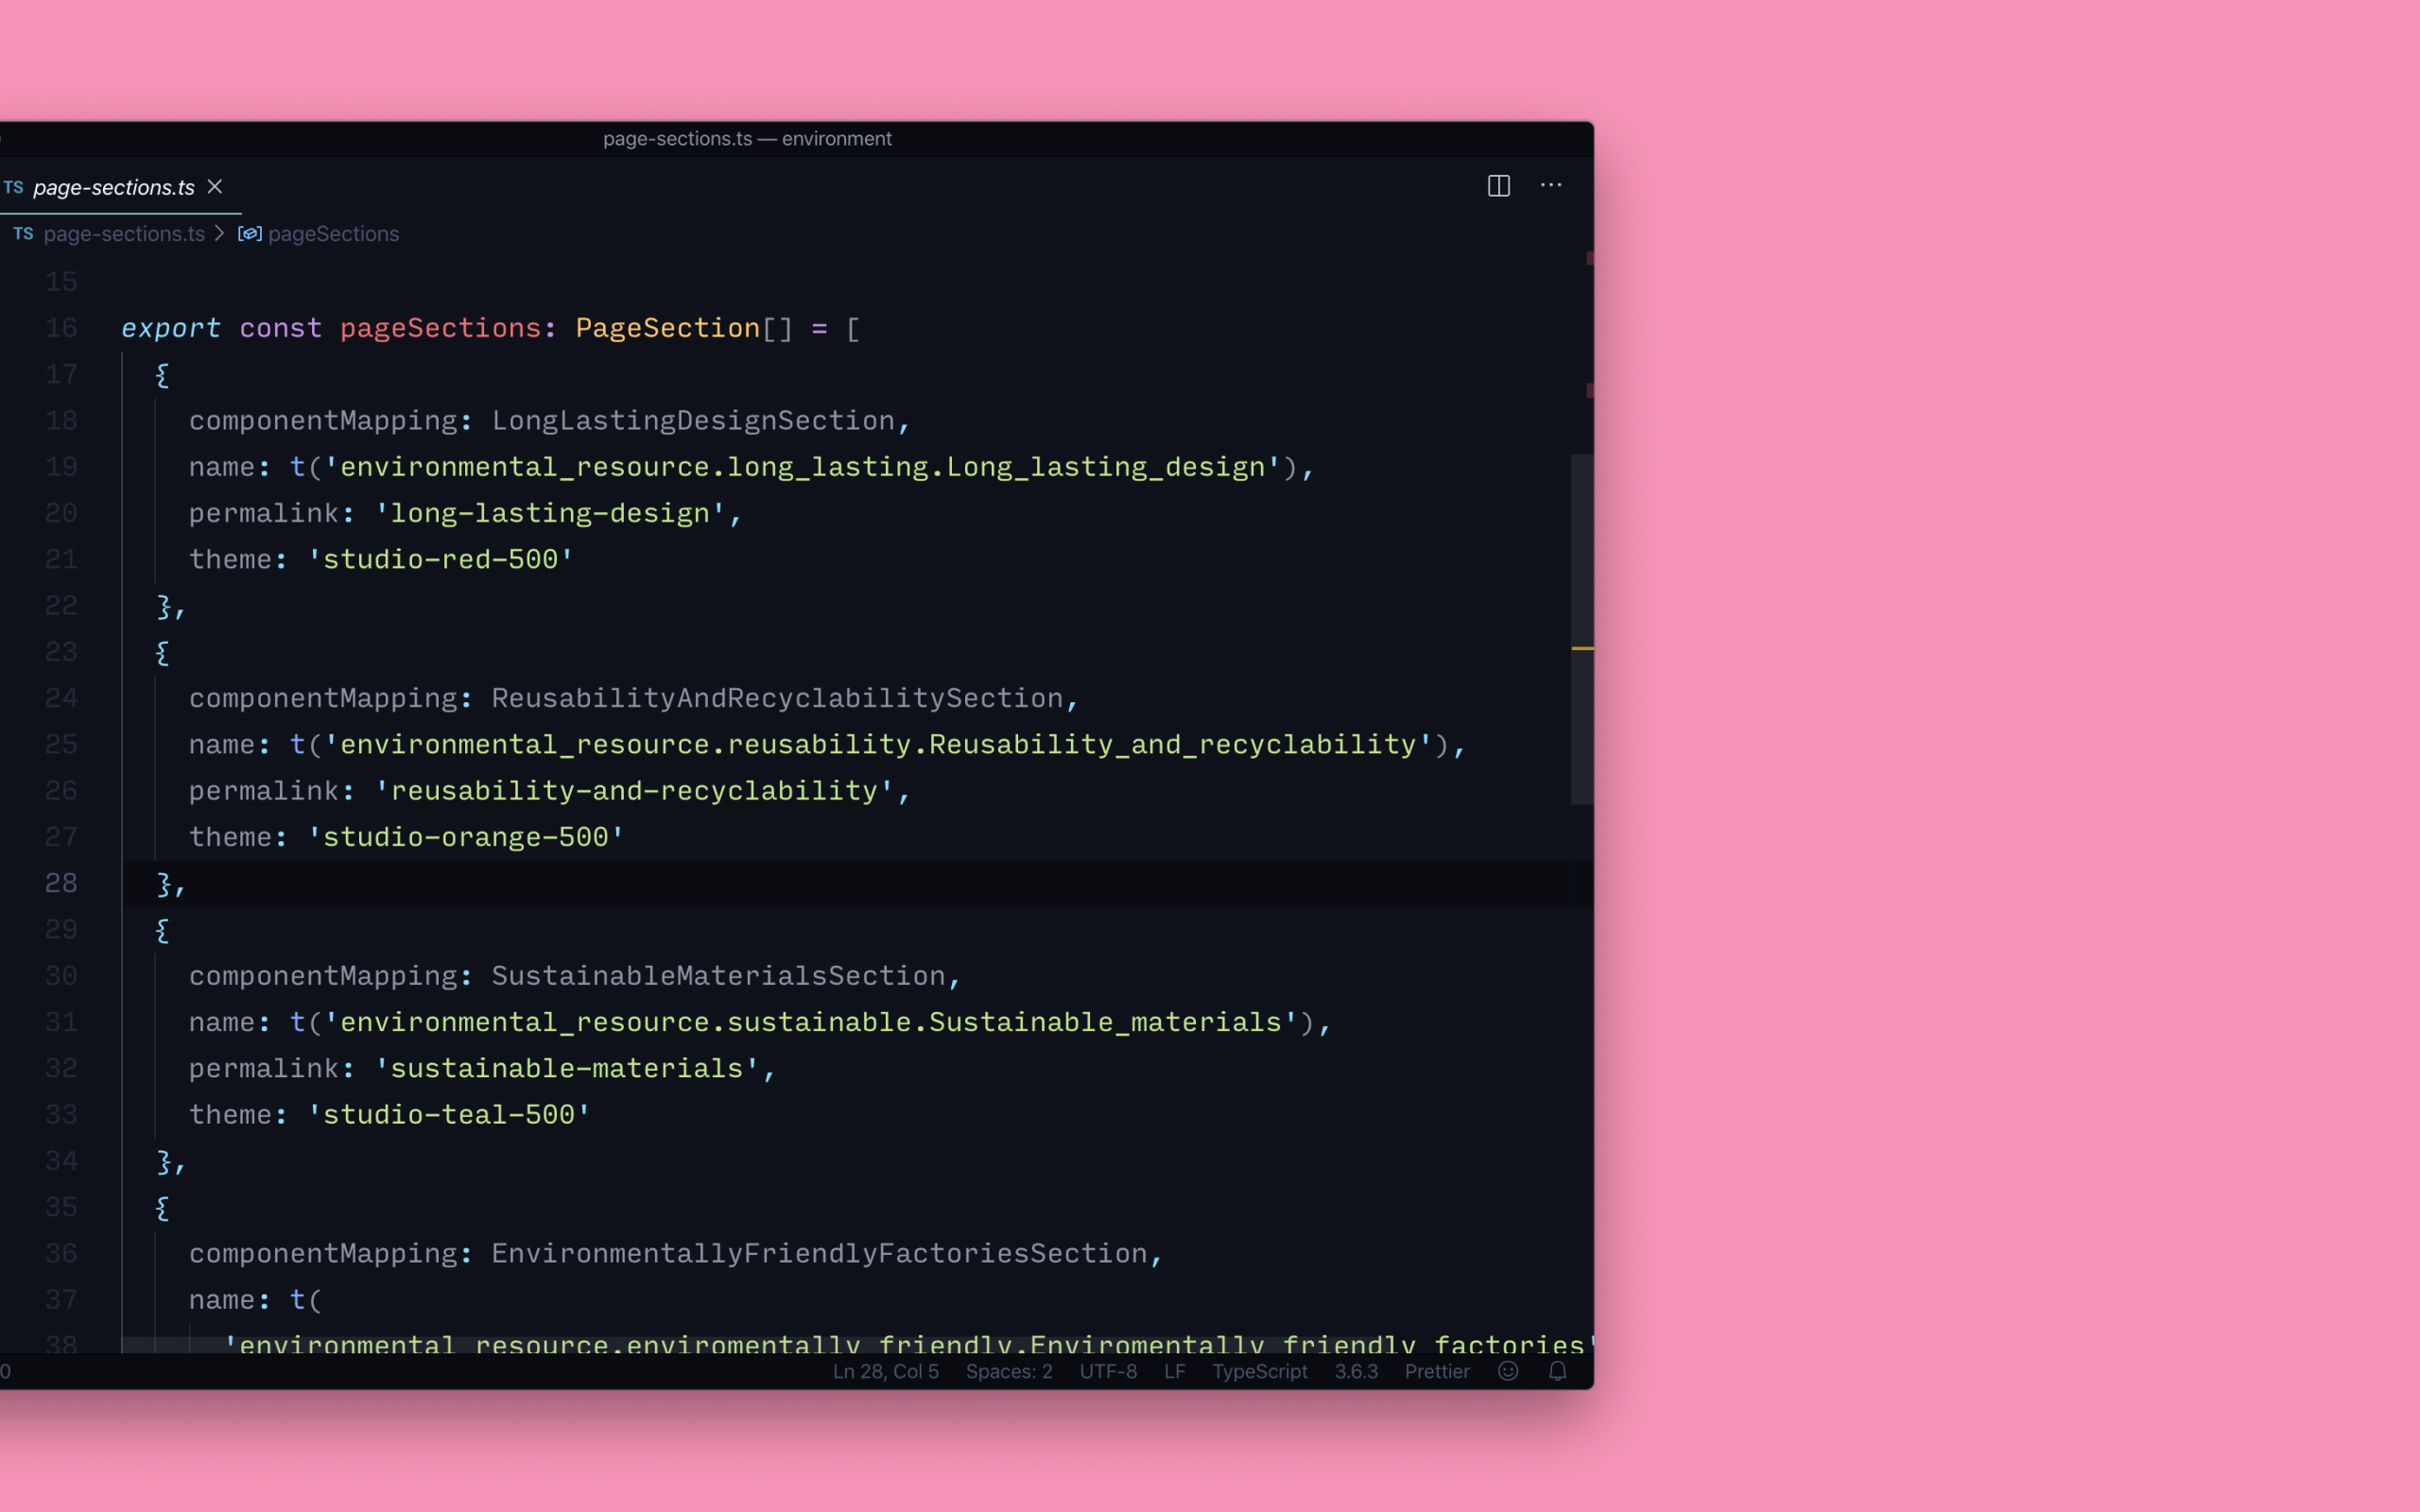 page-sections.ts — environment
TS page-sections.ts
TS page-sections.ts > pageSections
15
16 export const pageSections: PageSection[] = [
17 {
18 componentMapping: LongLastingDesignSection,
19 name: t('environmental_resource.long_lasting.Long_lasting_design'),
20 permalink: 'long-lasting-design',
21 theme: 'studio-red-500'
22 },
23 {
24 componentMapping: ReusabilityAndRecyclabilitySection,
25 name: t('environmental_resource.reusability.Reusability_and_recyclability'),
26 permalink: 'reusability-and-recyclability',
27 theme: 'studio-orange-500'
28 },
29 {
30 componentMapping: SustainableMaterialsSection,
31 name: t('environmental_resource.sustainable.Sustainable_materials'),
32 permalink: 'sustainable-materials',
33 theme: 'studio-teal-500'
34 },
35 {
36 componentMapping: EnvironmentallyFriendlyFactoriesSection,
37 name: t(
38 'environmental_resource.enviromentally_friendly.Enviromentally_friendly_factories'
0 Ln 28, Col 5 Spaces: 2 UTF-8 LF TypeScript 3.6.3 Prettier